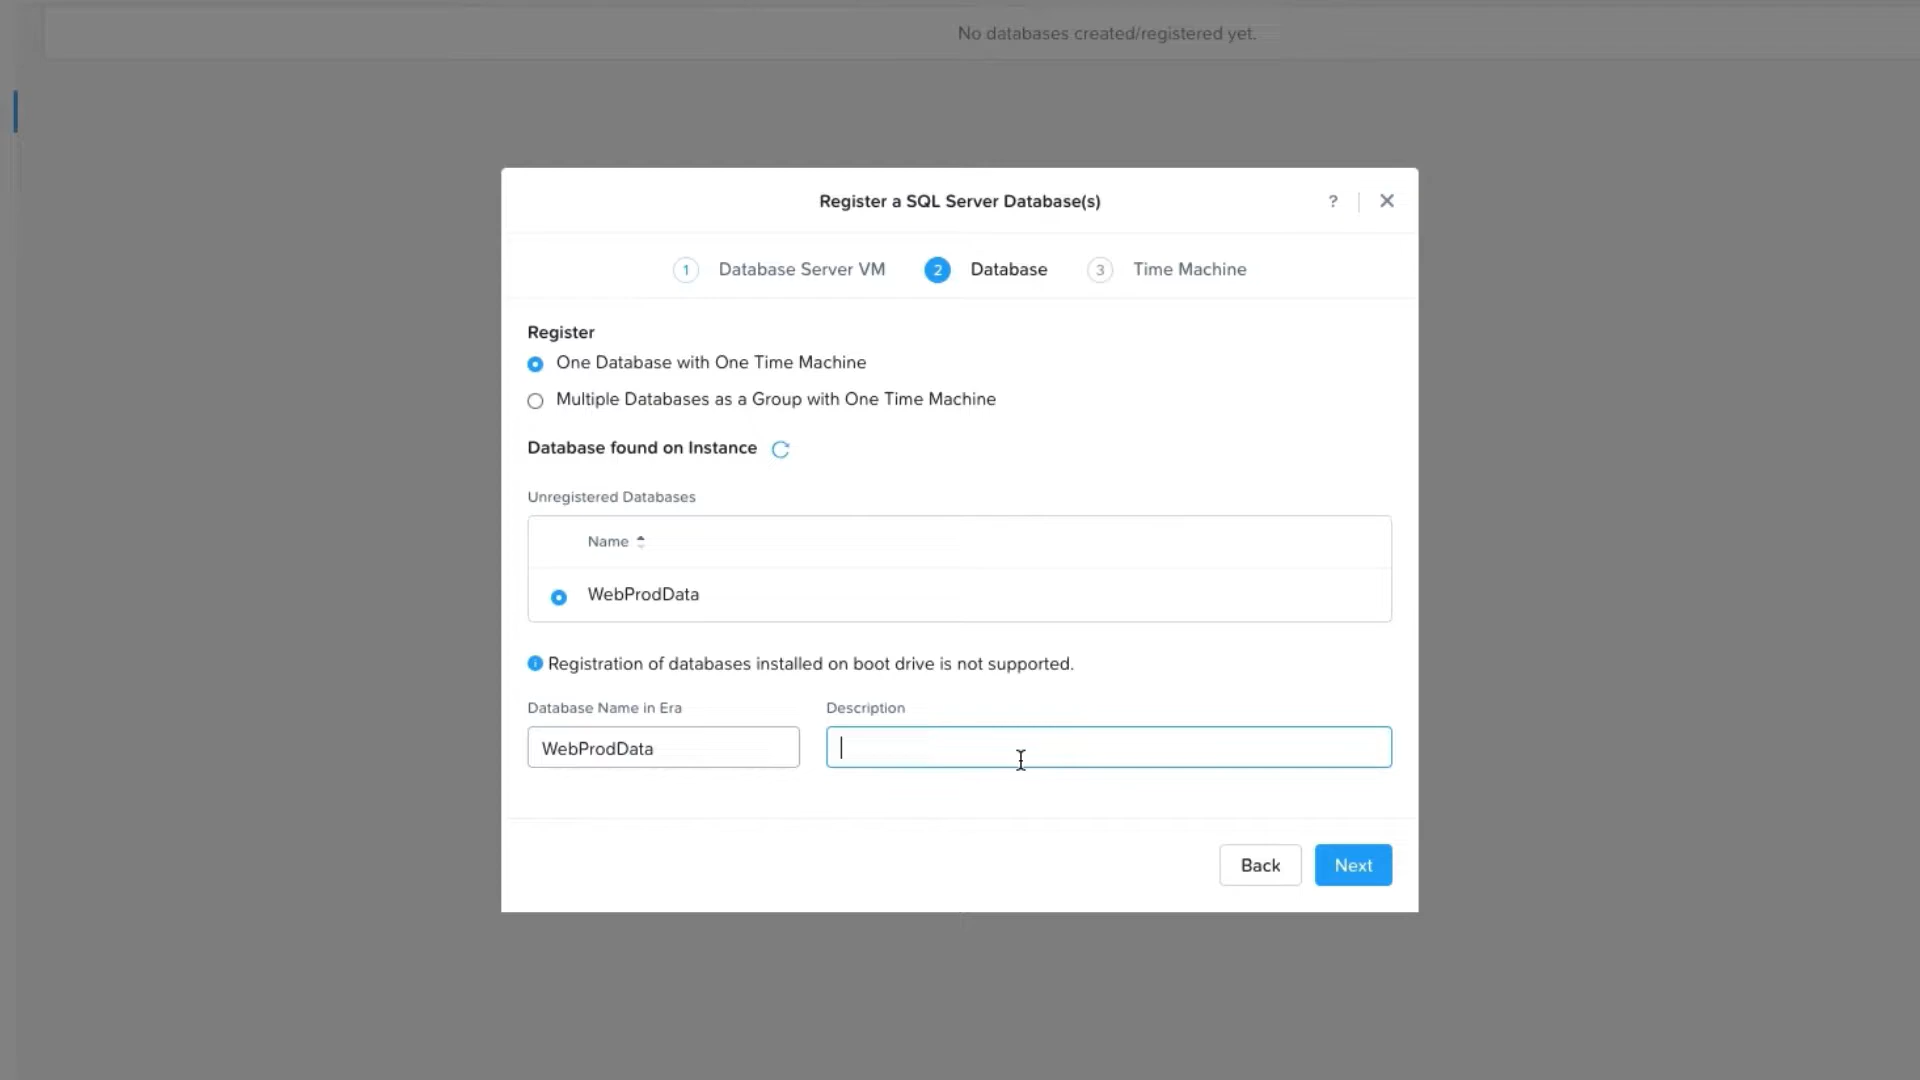 No databases created/registered yet.
Register a SQL Server Database(s)
?
1 Database Server VM 2 Database 3 Time Machine
Register
One Database with One Time Machine
Multiple Databases as a Group with One Time Machine
Database found on Instance
Unregistered Databases
Name
WebProdData
Registration of databases installed on boot drive is not supported.
Database Name in Era Description
WebProdData
Back Next